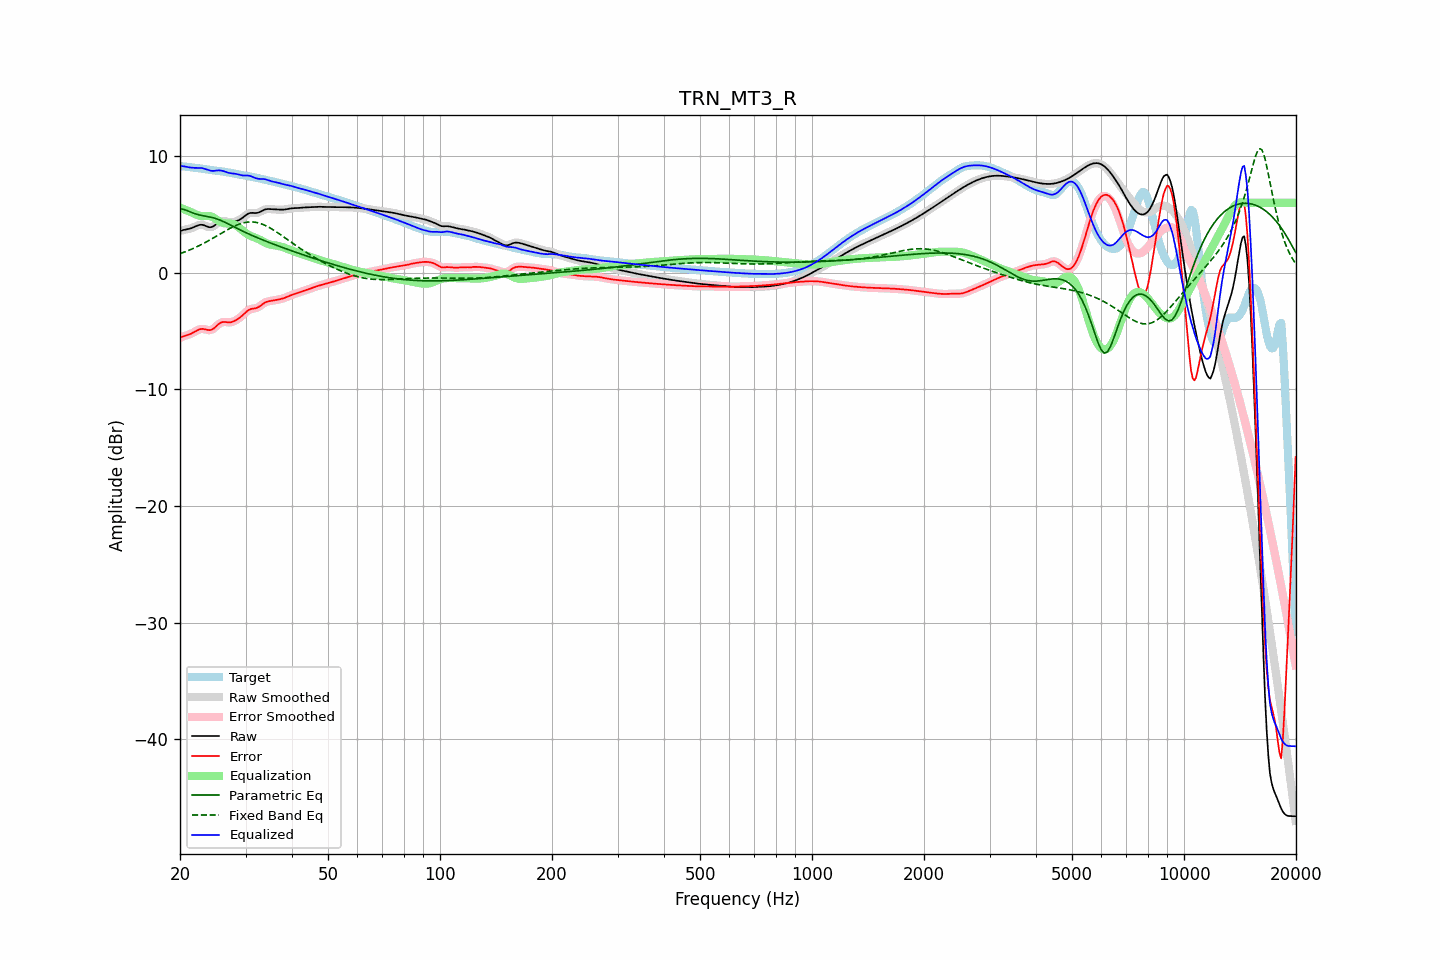 TRN_MT3_R
10
0
−10
−20
−30
−40
Amplitude (dBr)
Target
Raw Smoothed
Error Smoothed
Raw
Error
Equalization
Parametric Eq
Fixed Band Eq
Equalized
20 50 100 200 500 1000 2000 5000 10000 20000
Frequency (Hz)